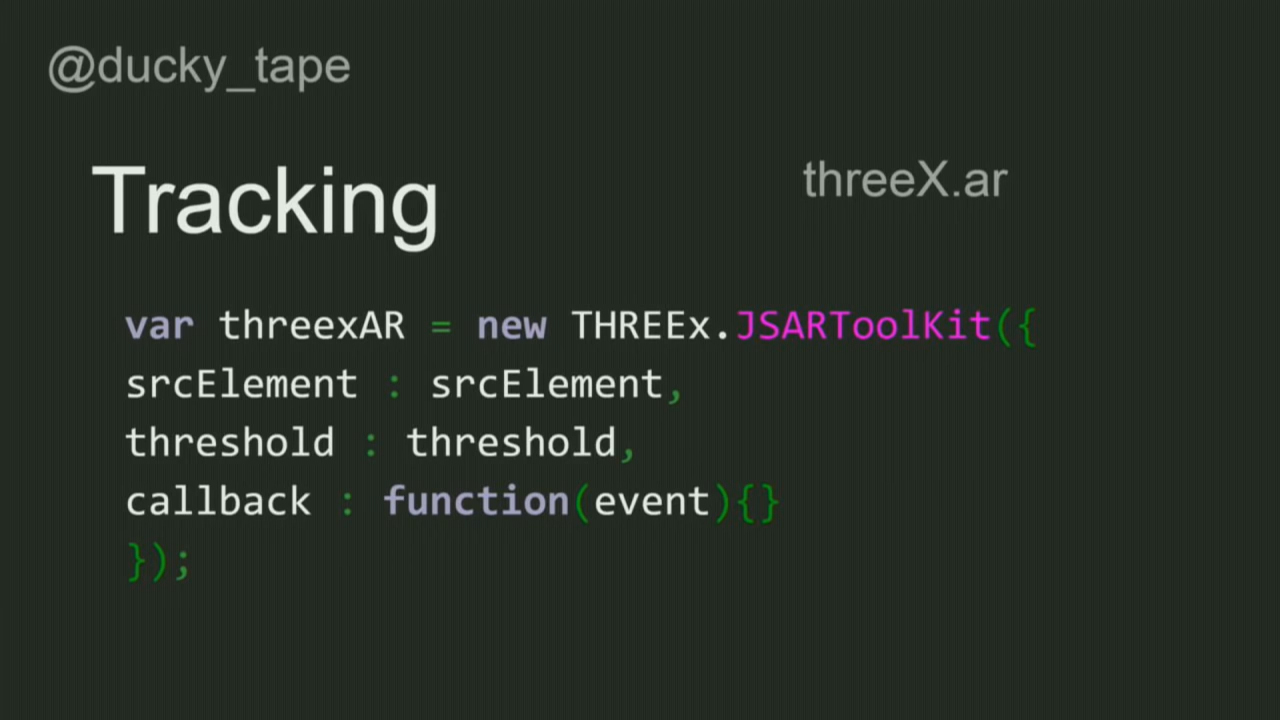 @ducky_tape
Tracking
threeX.ar
var threexAR = new THREEx.JSARToolKit({
srcElement : srcElement,
threshold : threshold,
callback : function(event){}
});